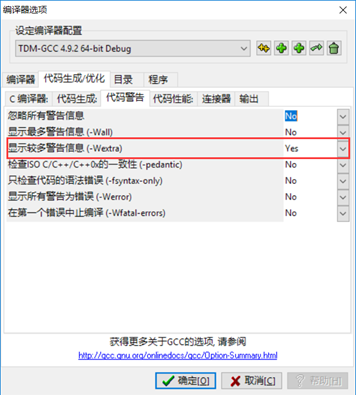 编译器选项
设定编译器配置
TDM-GCC 4.9.2 64-bit Debug
编译器 代码生成/优化 目录 程序
C 编译器: 代码生成: 代码警告 代码性能: 连接器 输出
忽略所有警告信息 No
显示最多警告信息 (-Wall) No
显示较多警告信息 (-Wextra) Yes
检查ISO C/C++/C++0x的一致性 (-pedantic) No
只检查代码的语法错误 (-fsyntax-only) No
显示所有警告为错误 (-Werror) No
在第一个错误中止编译 (-Wfatal-errors) No
获得更多关于GCC的选项, 请参阅
http://gcc.gnu.org/onlinedocs/gcc/Option-Summary.html
确定[O] 取消[C] 帮助[H]